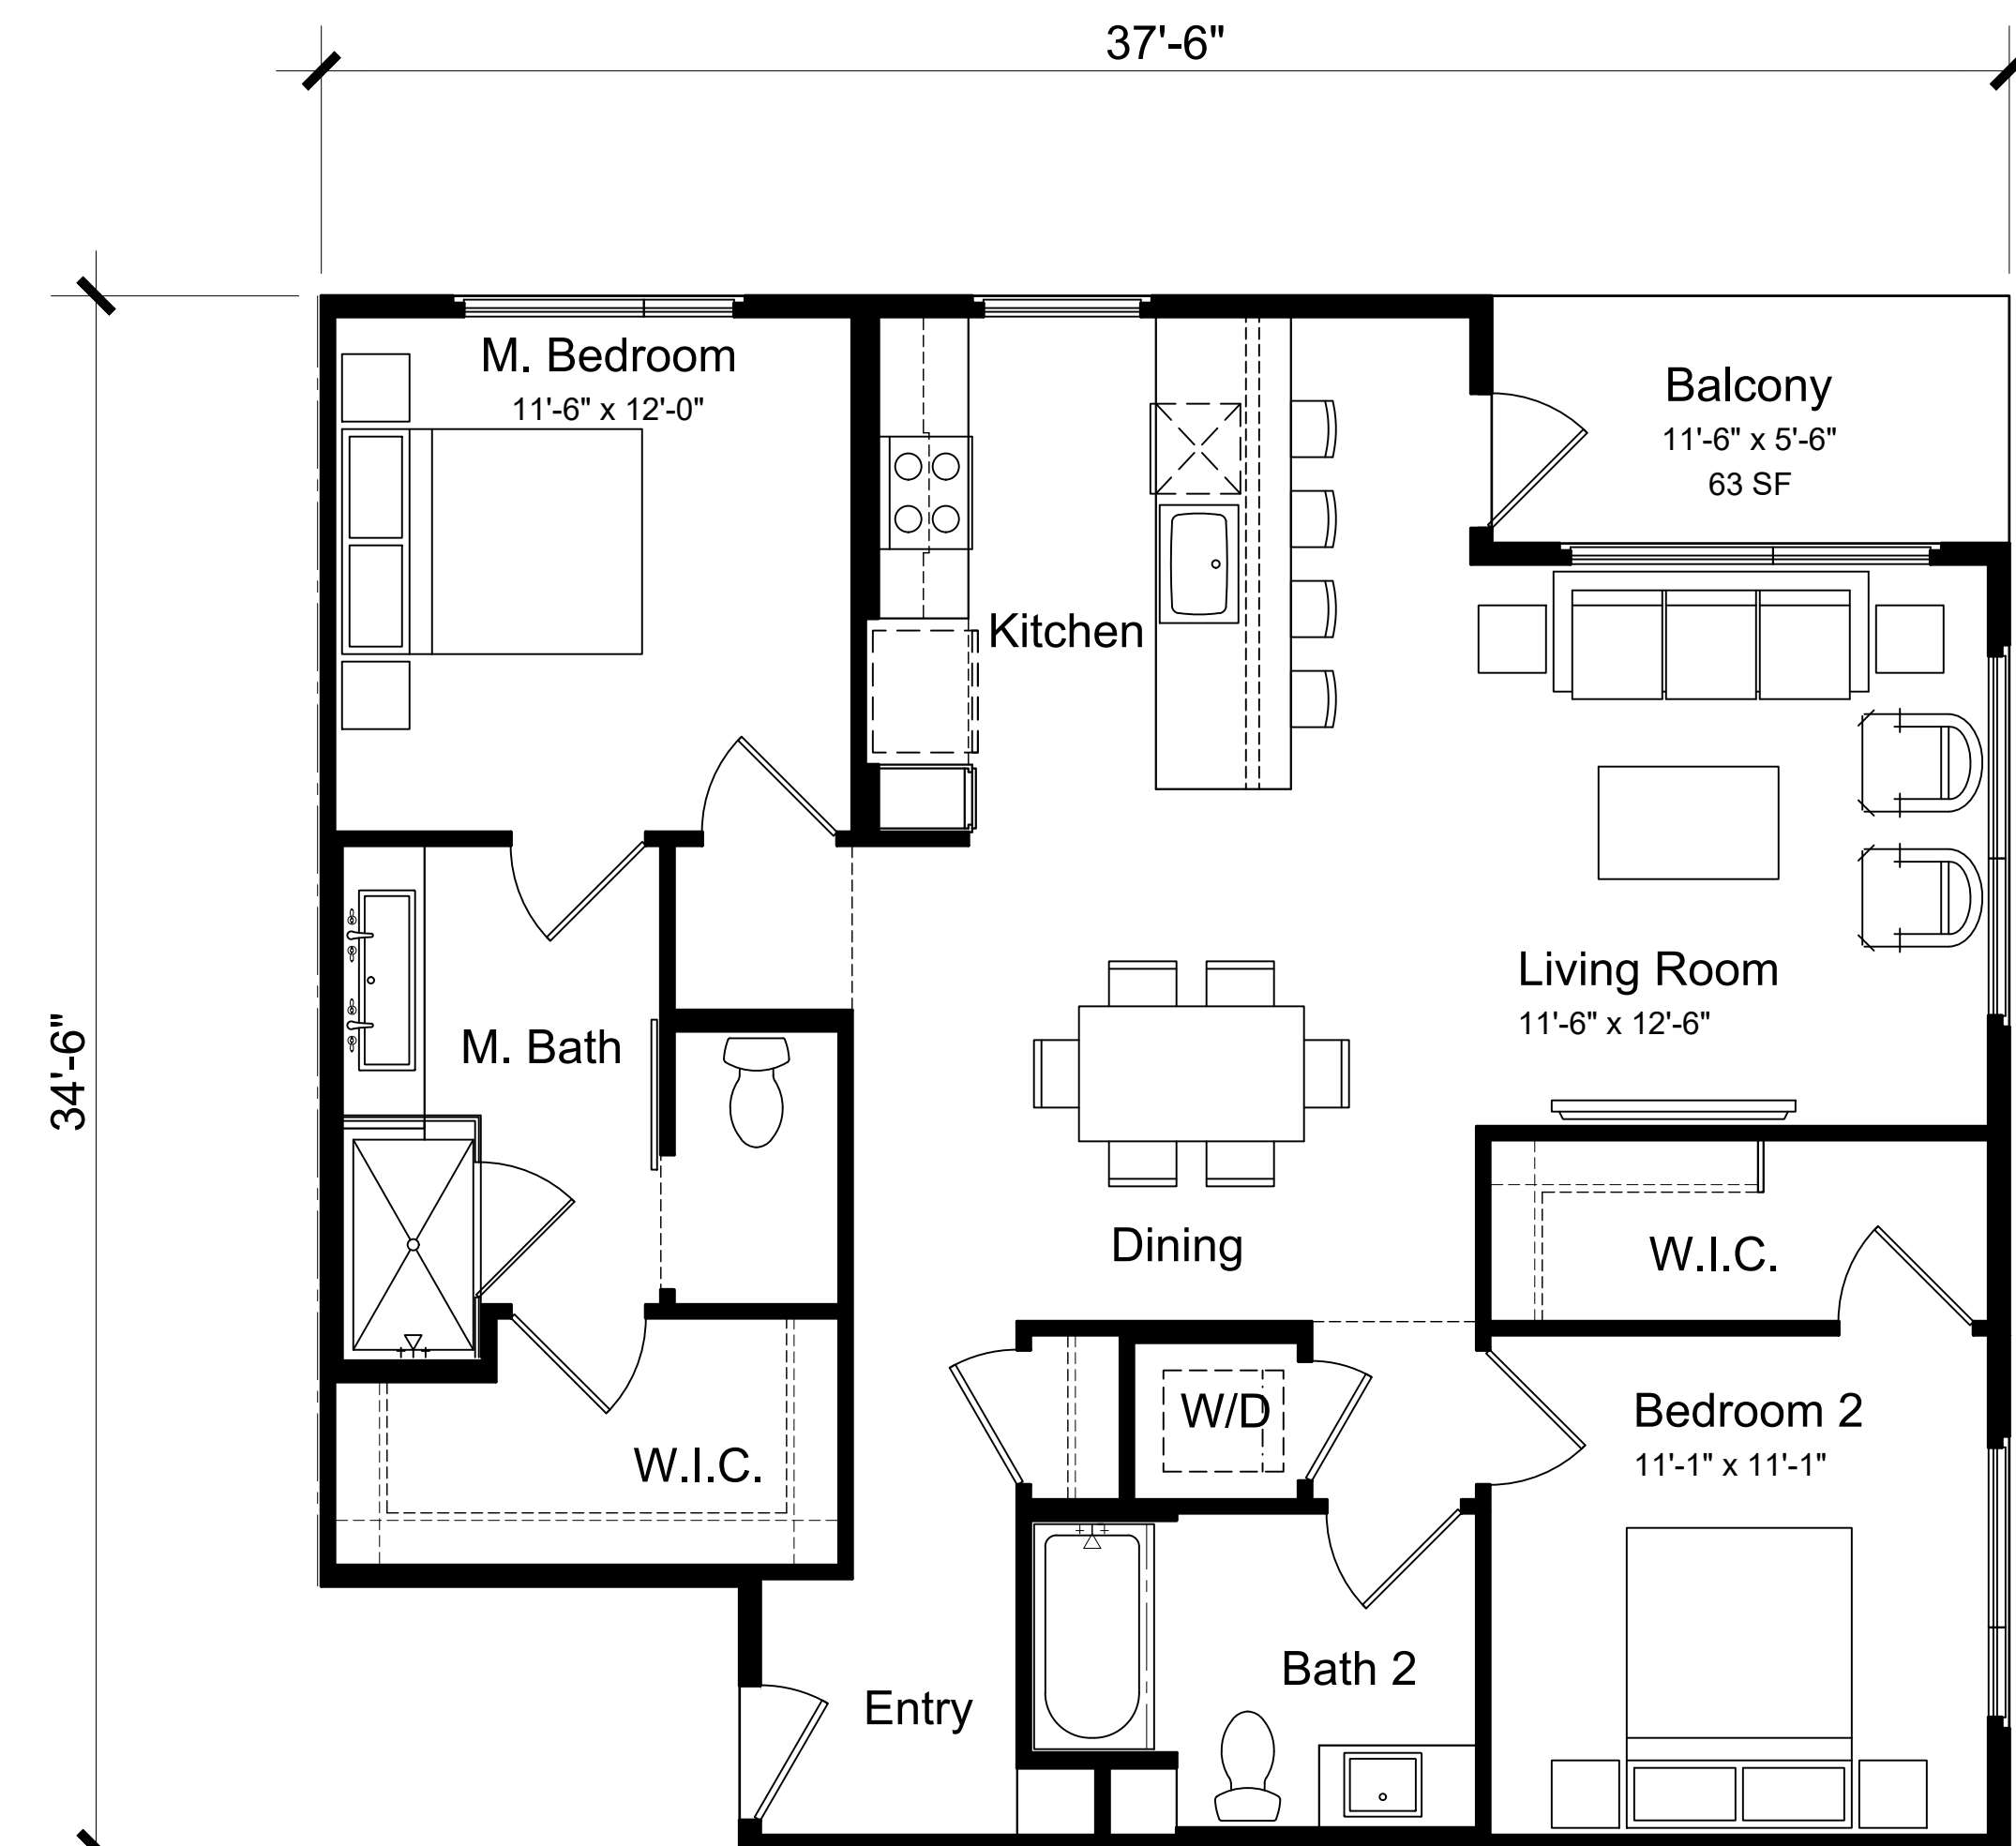 37'-6"
M. Bedroom
11'-6" x 12'-0"
Balcony
11'-6" x 5'-6"
63 SF
Kitchen
Living Room
11'-6" x 12'-6"
M. Bath
34'-6"
Dining
W.I.C.
W/D
Bedroom 2
11'-1" x 11'-1"
W.I.C.
Bath 2
Entry